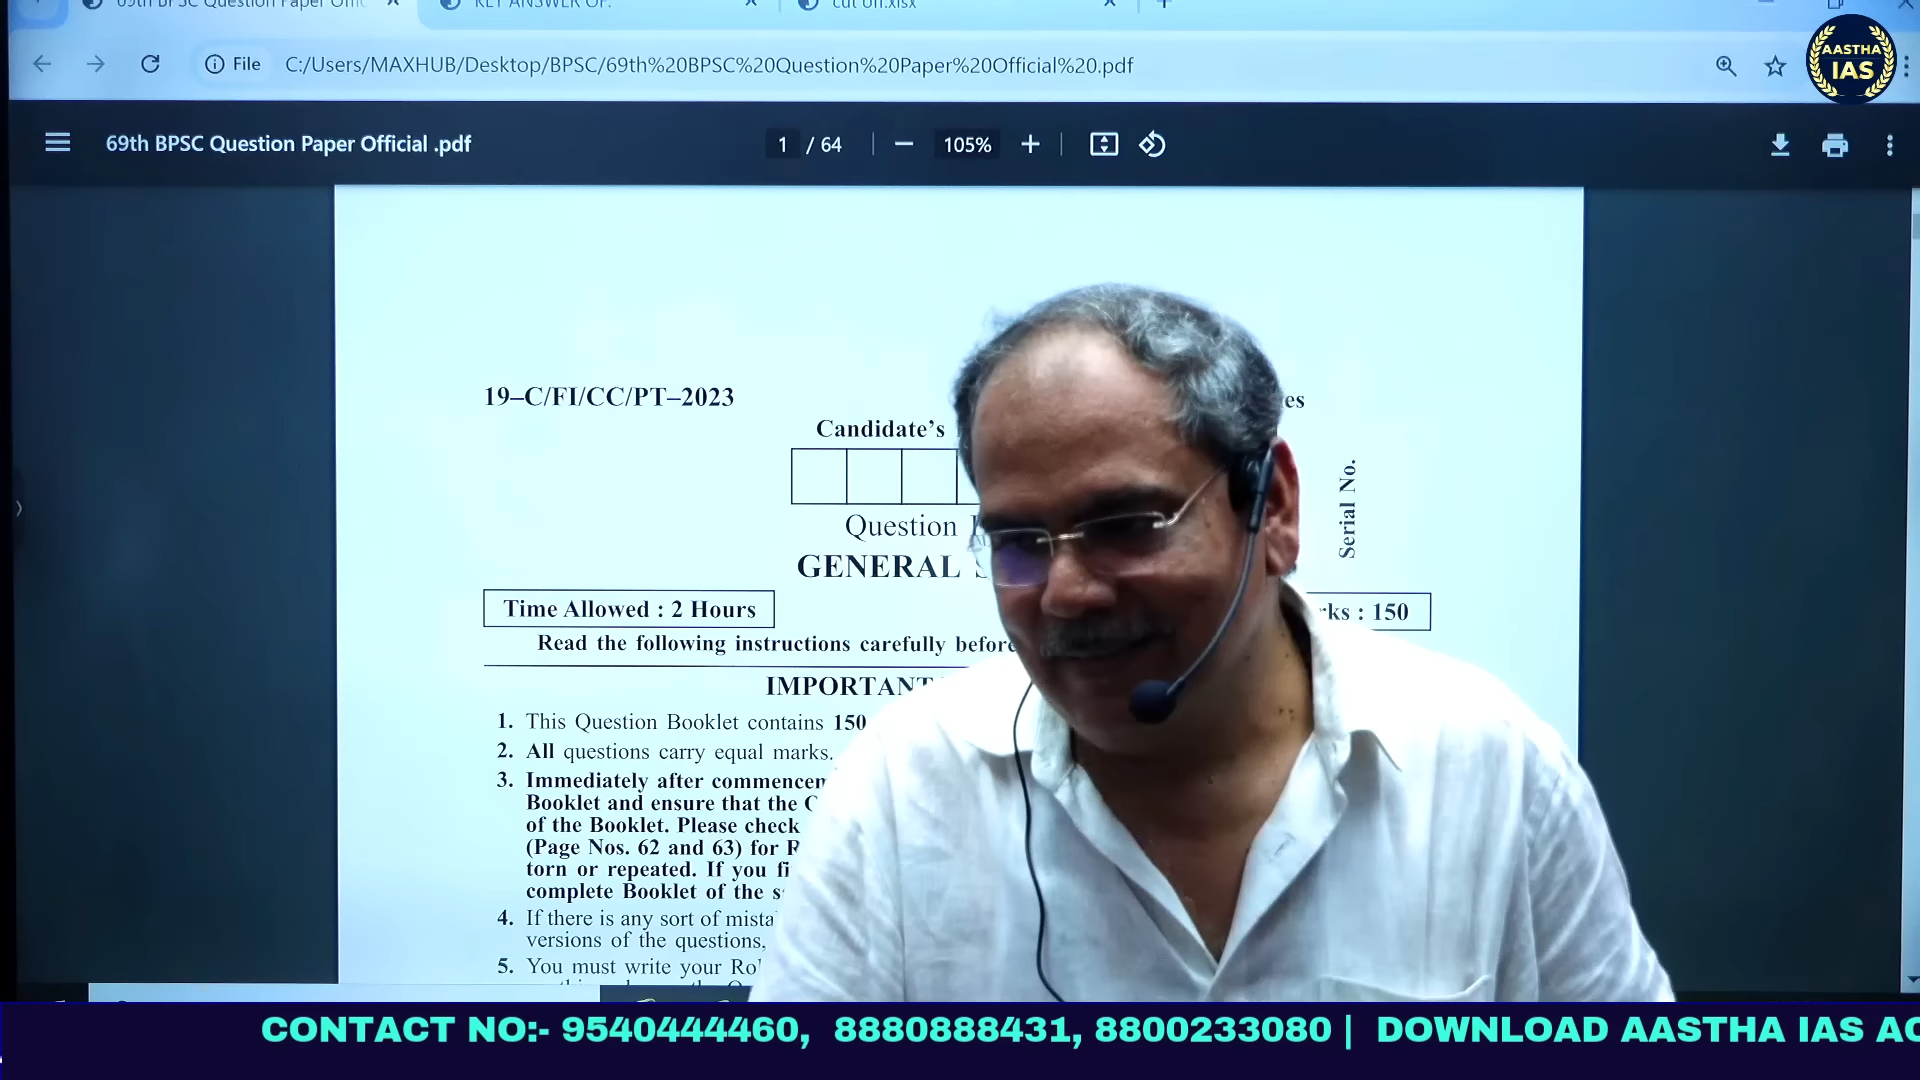 69th BPSC Question Paper Offic
KEY ANSWER OF.
cut off.xlsx
File C:/Users/MAXHUB/Desktop/BPSC/69th%20BPSC%20Question%20Paper%20Official%20.pdf
AASTHA
IAS
69th BPSC Question Paper Official .pdf
1 / 64
105%
19–C/FI/CC/PT–2023
es
Candidate's
Serial No.
Question
GENERAL
Time Allowed : 2 Hours
rks : 150
Read the following instructions carefully before
IMPORTANT
1. This Question Booklet contains 150
2. All questions carry equal marks.
3. Immediately after commencem
Booklet and ensure that the
of the Booklet. Please check
(Page Nos. 62 and 63) for R
torn or repeated. If you fi
complete Booklet of the s
4. If there is any sort of mista
versions of the questions,
5. You must write your Rol
CONTACT NO:- 9540444460, 8880888431, 8800233080 | DOWNLOAD AASTHA IAS AC